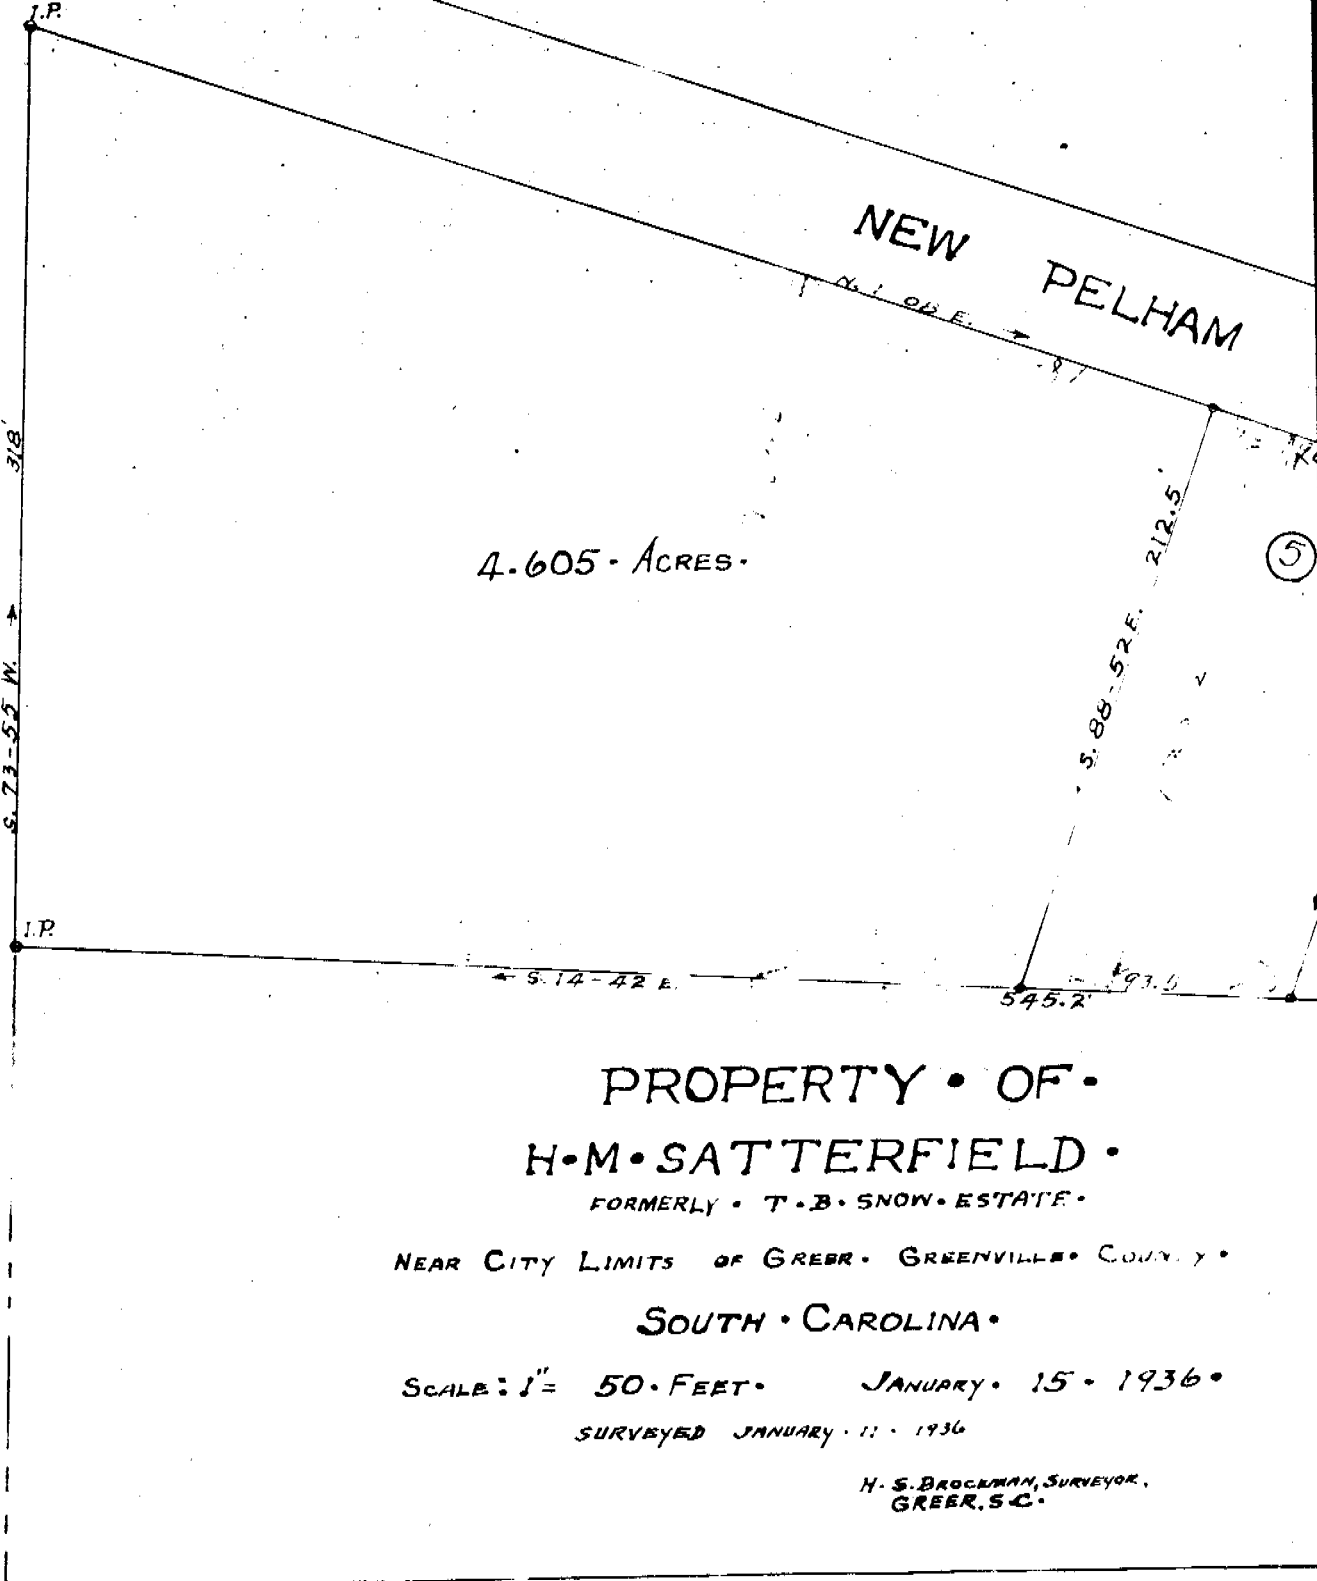 I.P.
NEW PELHAM
318'
S. 73-55 W.
4.605 · ACRES ·
212.5'
S. 88-52 E.
5
I.P.
S. 14-42 E.
545.2'
PROPERTY · OF ·
H · M · SATTERFIELD ·
FORMERLY · T · B · SNOW · ESTATE ·
NEAR CITY LIMITS OF GREER · GREENVILLE · COUNTY ·
SOUTH · CAROLINA ·
SCALE: 1" = 50 · FEET · JANUARY · 15 · 1936 ·
SURVEYED JANUARY · 11 · 1936
H. S. BROCKMAN, SURVEYOR,
GREER, S.C.